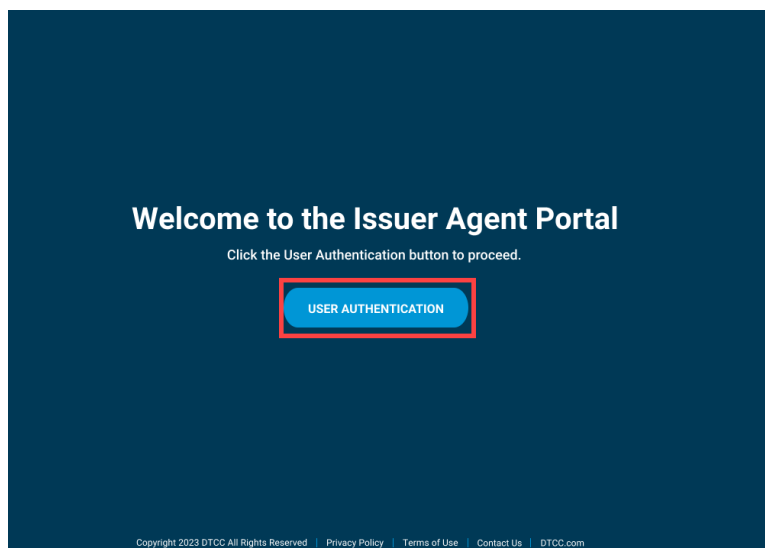 Welcome to the Issuer Agent Portal
Click the User Authentication button to proceed.
USER AUTHENTICATION
Copyright 2023 DTCC All Rights Reserved | Privacy Policy | Terms of Use | Contact Us | DTCC.com